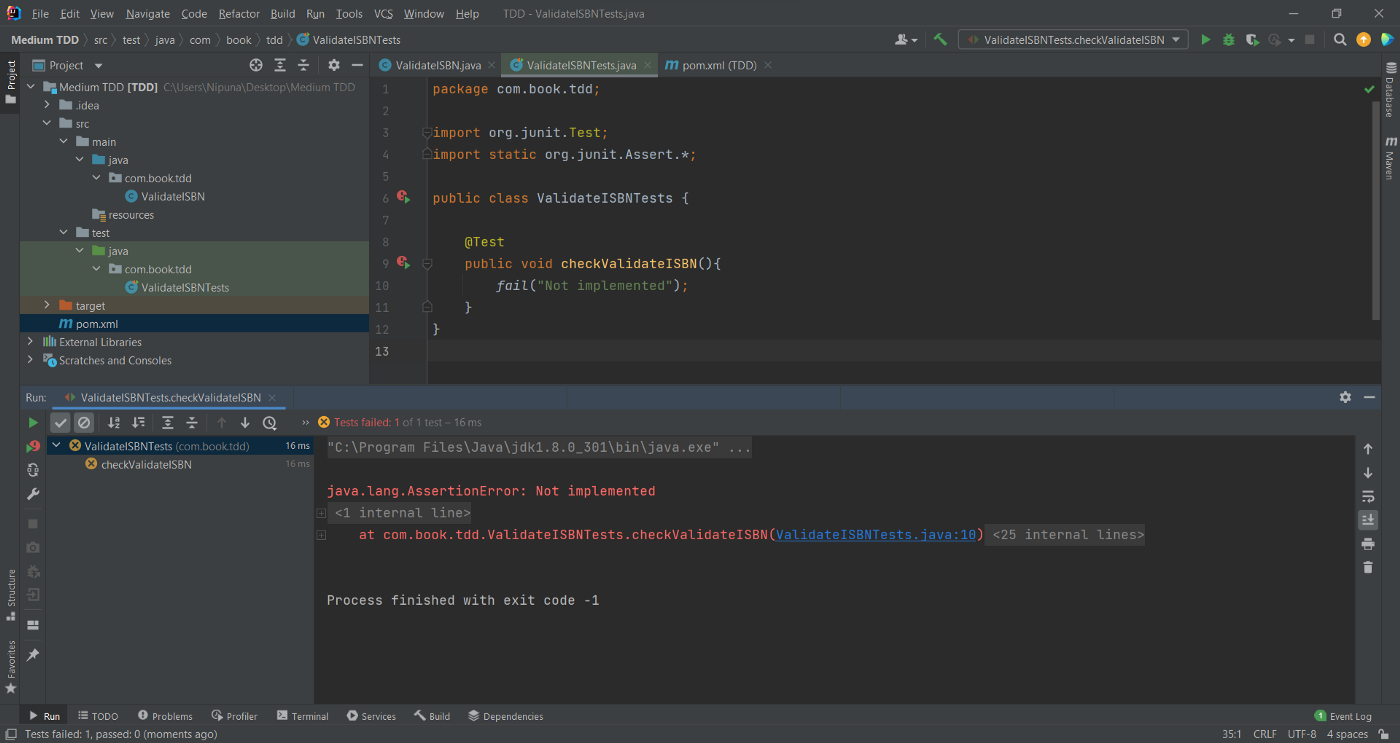 File Edit View Navigate Code Refactor Build Run Tools VCS Window Help TDD - ValidateISBNTests.java
Medium TDD src test java com book tdd ValidateISBNTests
ValidateISBNTests.checkValidateISBN
Project
Project
ValidateISBN.java
ValidateISBNTests.java
pom.xml (TDD)
Medium TDD [TDD] C:\Users\Nipuna\Desktop\Medium TDD
.idea
src
main
java
com.book.tdd
ValidateISBN
resources
test
java
com.book.tdd
ValidateISBNTests
target
pom.xml
External Libraries
Scratches and Consoles
1 package com.book.tdd;
2
3 import org.junit.Test;
4 import static org.junit.Assert.*;
5
6 public class ValidateISBNTests {
7
8 @Test
9 public void checkValidateISBN(){
10 fail("Not implemented");
11 }
12 }
13
Database
Maven
Run: ValidateISBNTests.checkValidateISBN
Tests failed: 1 of 1 test – 16 ms
ValidateISBNTests (com.book.tdd) 16 ms
checkValidateISBN 16 ms
"C:\Program Files\Java\jdk1.8.0_301\bin\java.exe" ...
java.lang.AssertionError: Not implemented
<1 internal line>
at com.book.tdd.ValidateISBNTests.checkValidateISBN(ValidateISBNTests.java:10) <25 internal lines>
Process finished with exit code -1
Structure
Favorites
Run TODO Problems Profiler Terminal Services Build Dependencies 1 Event Log
Tests failed: 1, passed: 0 (moments ago) 35:1 CRLF UTF-8 4 spaces